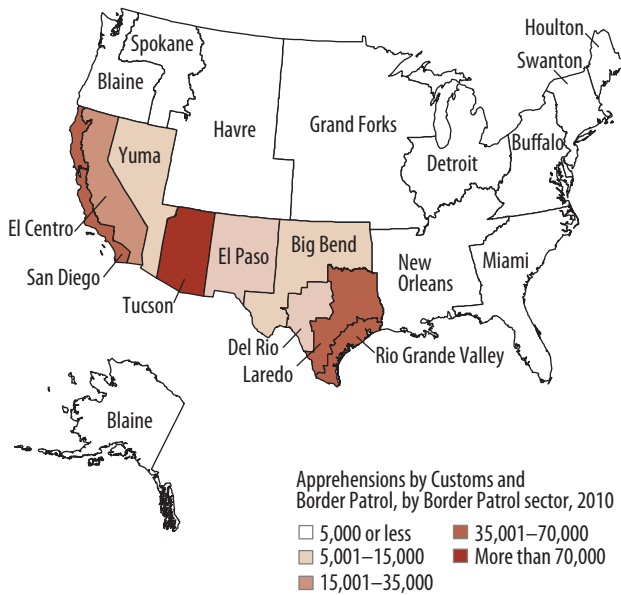 Houlton
Spokane
Swanton
Blaine
Havre
Grand Forks
Buffalo
Yuma
Detroit
El Centro
El Paso
Big Bend
New
Orleans
Miami
San Diego
Tucson
Del Rio
Rio Grande Valley
Laredo
Blaine
Apprehensions by Customs and
Border Patrol, by Border Patrol sector, 2010
5,000 or less
35,001–70,000
5,001–15,000
More than 70,000
15,001–35,000